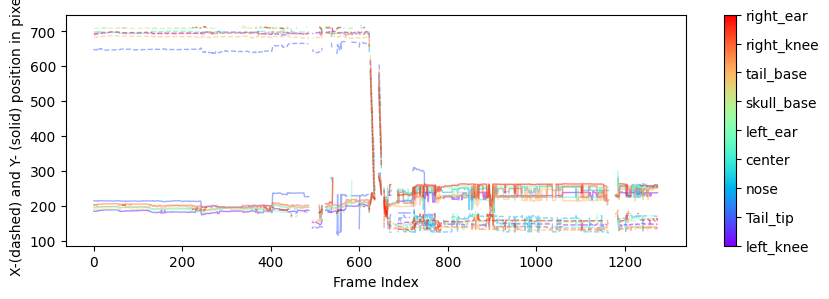 X-(dashed) and Y- (solid) position in pixe
700
600
500
400
300
200
100
0
200
400
600
800
1000
1200
Frame Index
right_ear
right_knee
tail_base
skull_base
left_ear
center
nose
Tail_tip
left_knee